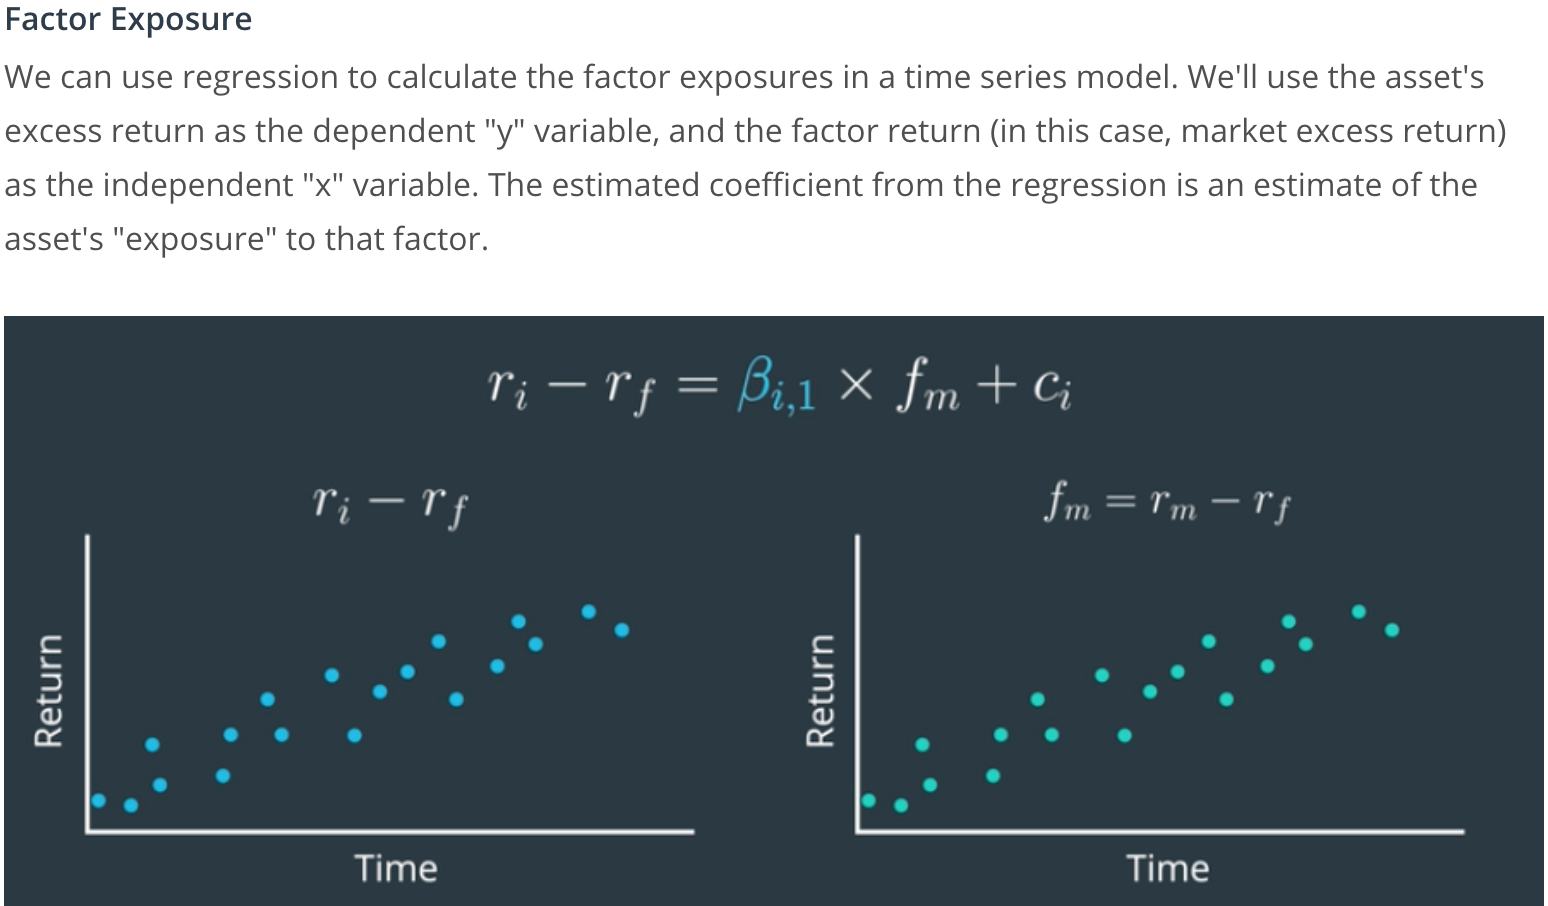 Factor Exposure
We can use regression to calculate the factor exposures in a time series model. We'll use the asset's
excess return as the dependent "y" variable, and the factor return (in this case, market excess return)
as the independent "x" variable. The estimated coefficient from the regression is an estimate of the
asset's "exposure" to that factor.
r_i − r_f = β_{i,1} × f_m + c_i
r_i − r_f
Return
Time
f_m = r_m − r_f
Return
Time